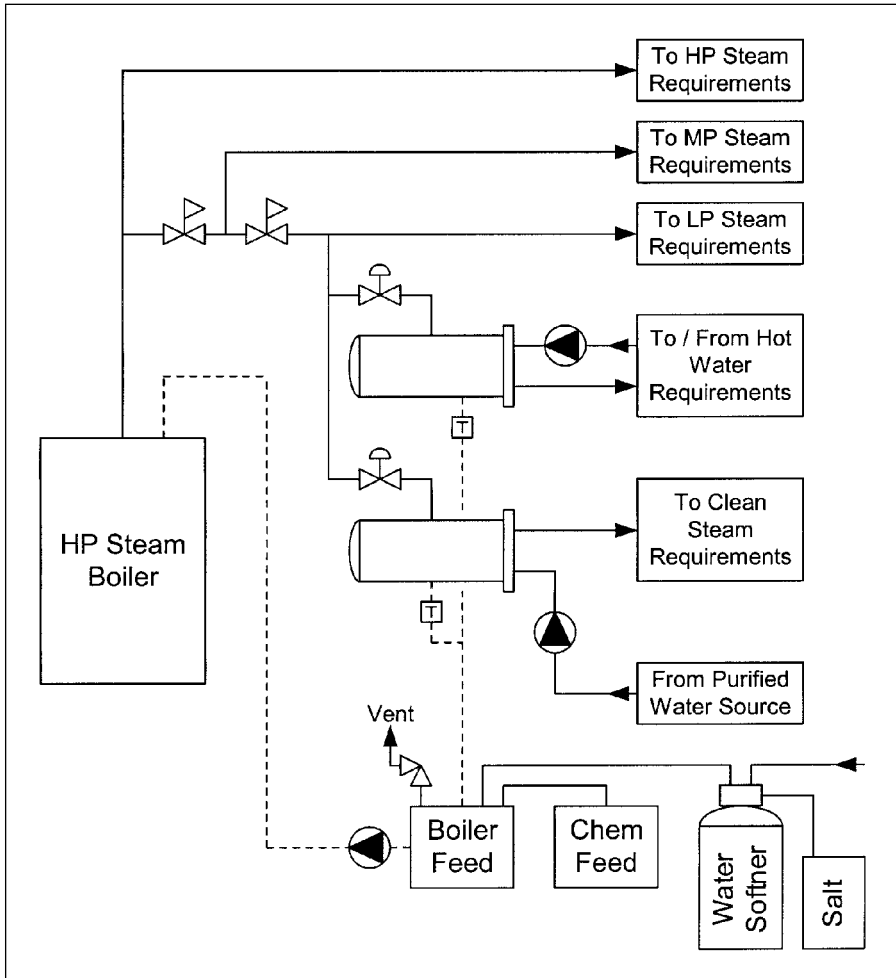 To HP Steam
Requirements
To MP Steam
Requirements
To LP Steam
Requirements
To / From Hot
Water
Requirements
T
HP Steam
Boiler
To Clean
Steam
Requirements
T
From Purified
Water Source
Vent
Boiler
Feed
Chem
Feed
Water
Softner
Salt